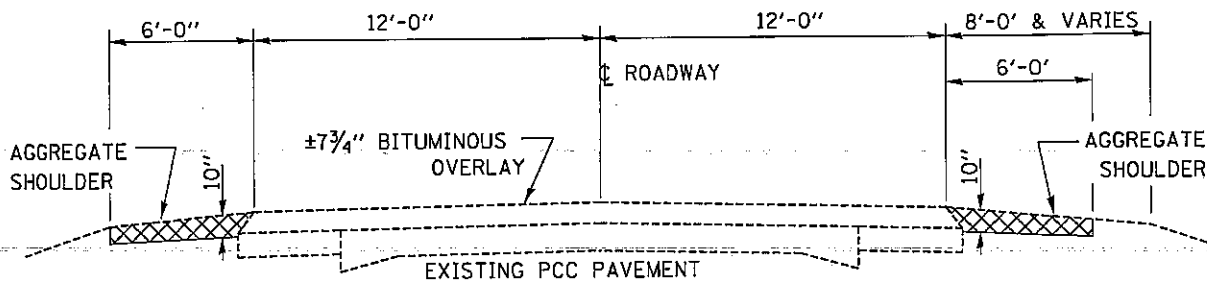 6'-0"
12'-0"
12'-0"
8'-0' & VARIES
6'-0'
℄ ROADWAY
±7¾" BITUMINOUS
OVERLAY
AGGREGATE
SHOULDER
10"
10"
AGGREGATE
SHOULDER
EXISTING PCC PAVEMENT